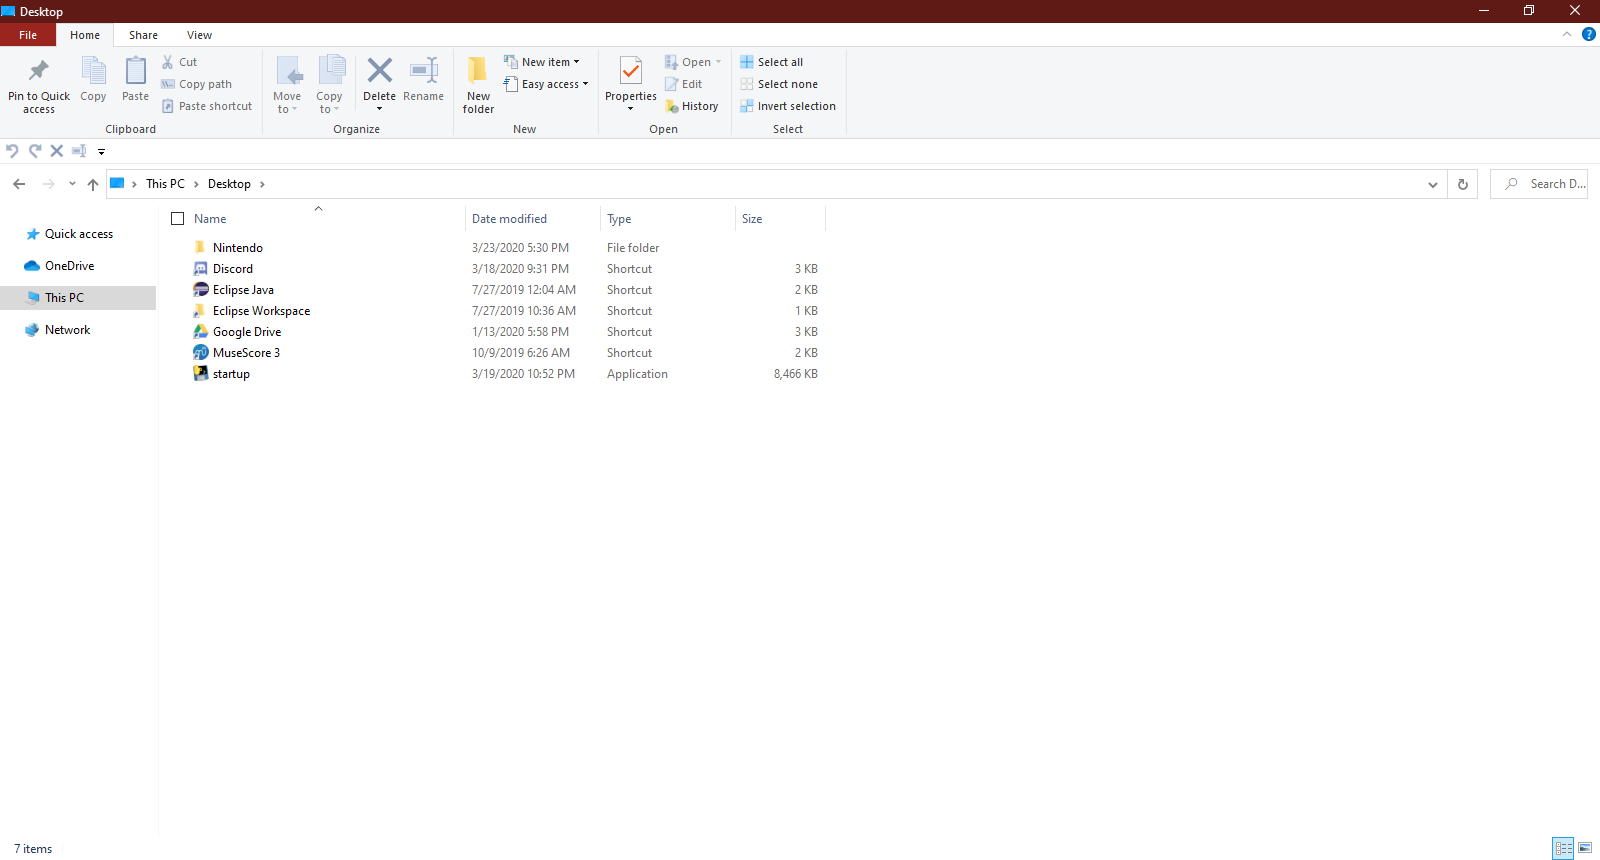 Desktop
File Home Share View
Pin to Quick access
Copy
Paste
Cut
Copy path
Paste shortcut
Clipboard
Move to
Copy to
Delete
Rename
Organize
New folder
New item
Easy access
New
Properties
Open
Edit
History
Open
Select all
Select none
Invert selection
Select
This PC > Desktop >
Search D...
Quick access
OneDrive
This PC
Network
Name Date modified Type Size
Nintendo 3/23/2020 5:30 PM File folder
Discord 3/18/2020 9:31 PM Shortcut 3 KB
Eclipse Java 7/27/2019 12:04 AM Shortcut 2 KB
Eclipse Workspace 7/27/2019 10:36 AM Shortcut 1 KB
Google Drive 1/13/2020 5:58 PM Shortcut 3 KB
MuseScore 3 10/9/2019 6:26 AM Shortcut 2 KB
startup 3/19/2020 10:52 PM Application 8,466 KB
7 items